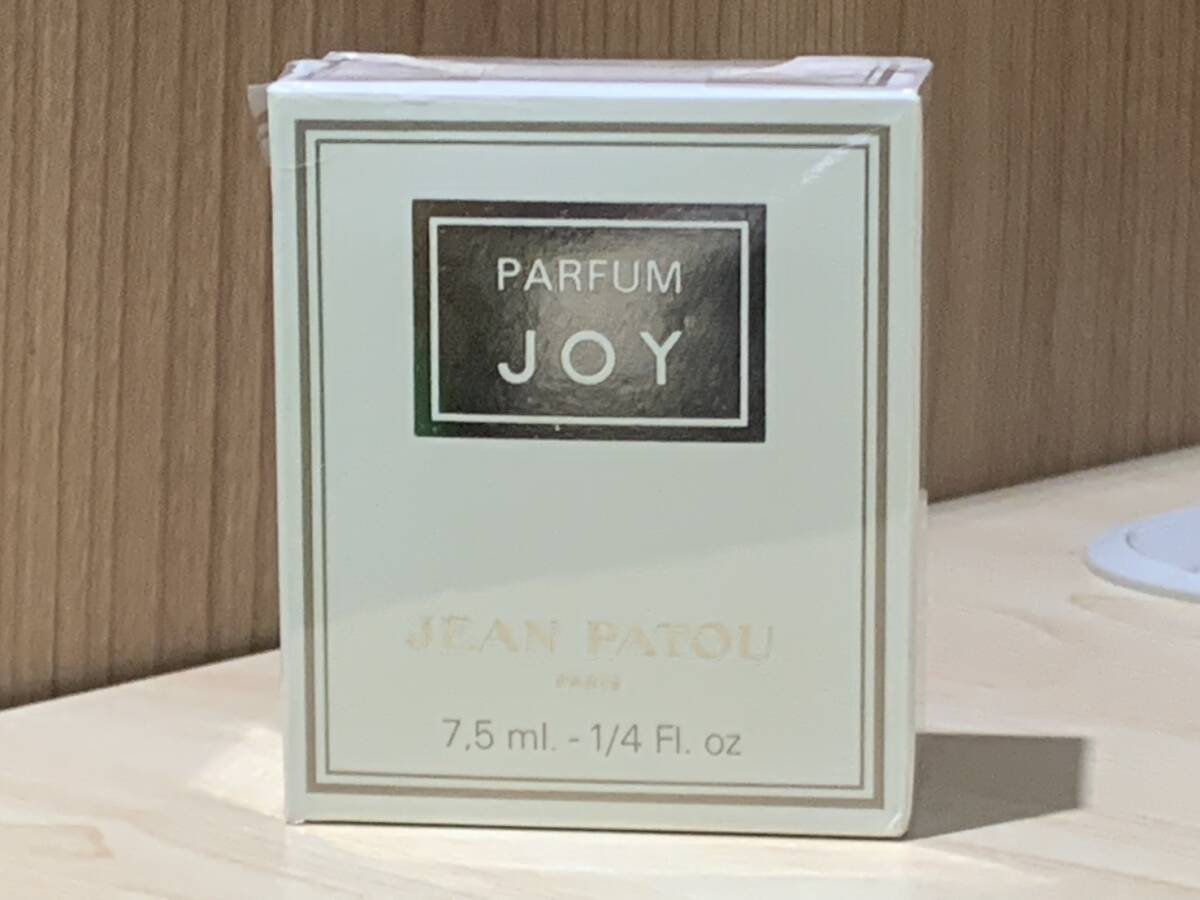 PARFUM
JOY
JEAN PATOU
PARIS
7,5 ml. - 1/4 Fl. oz